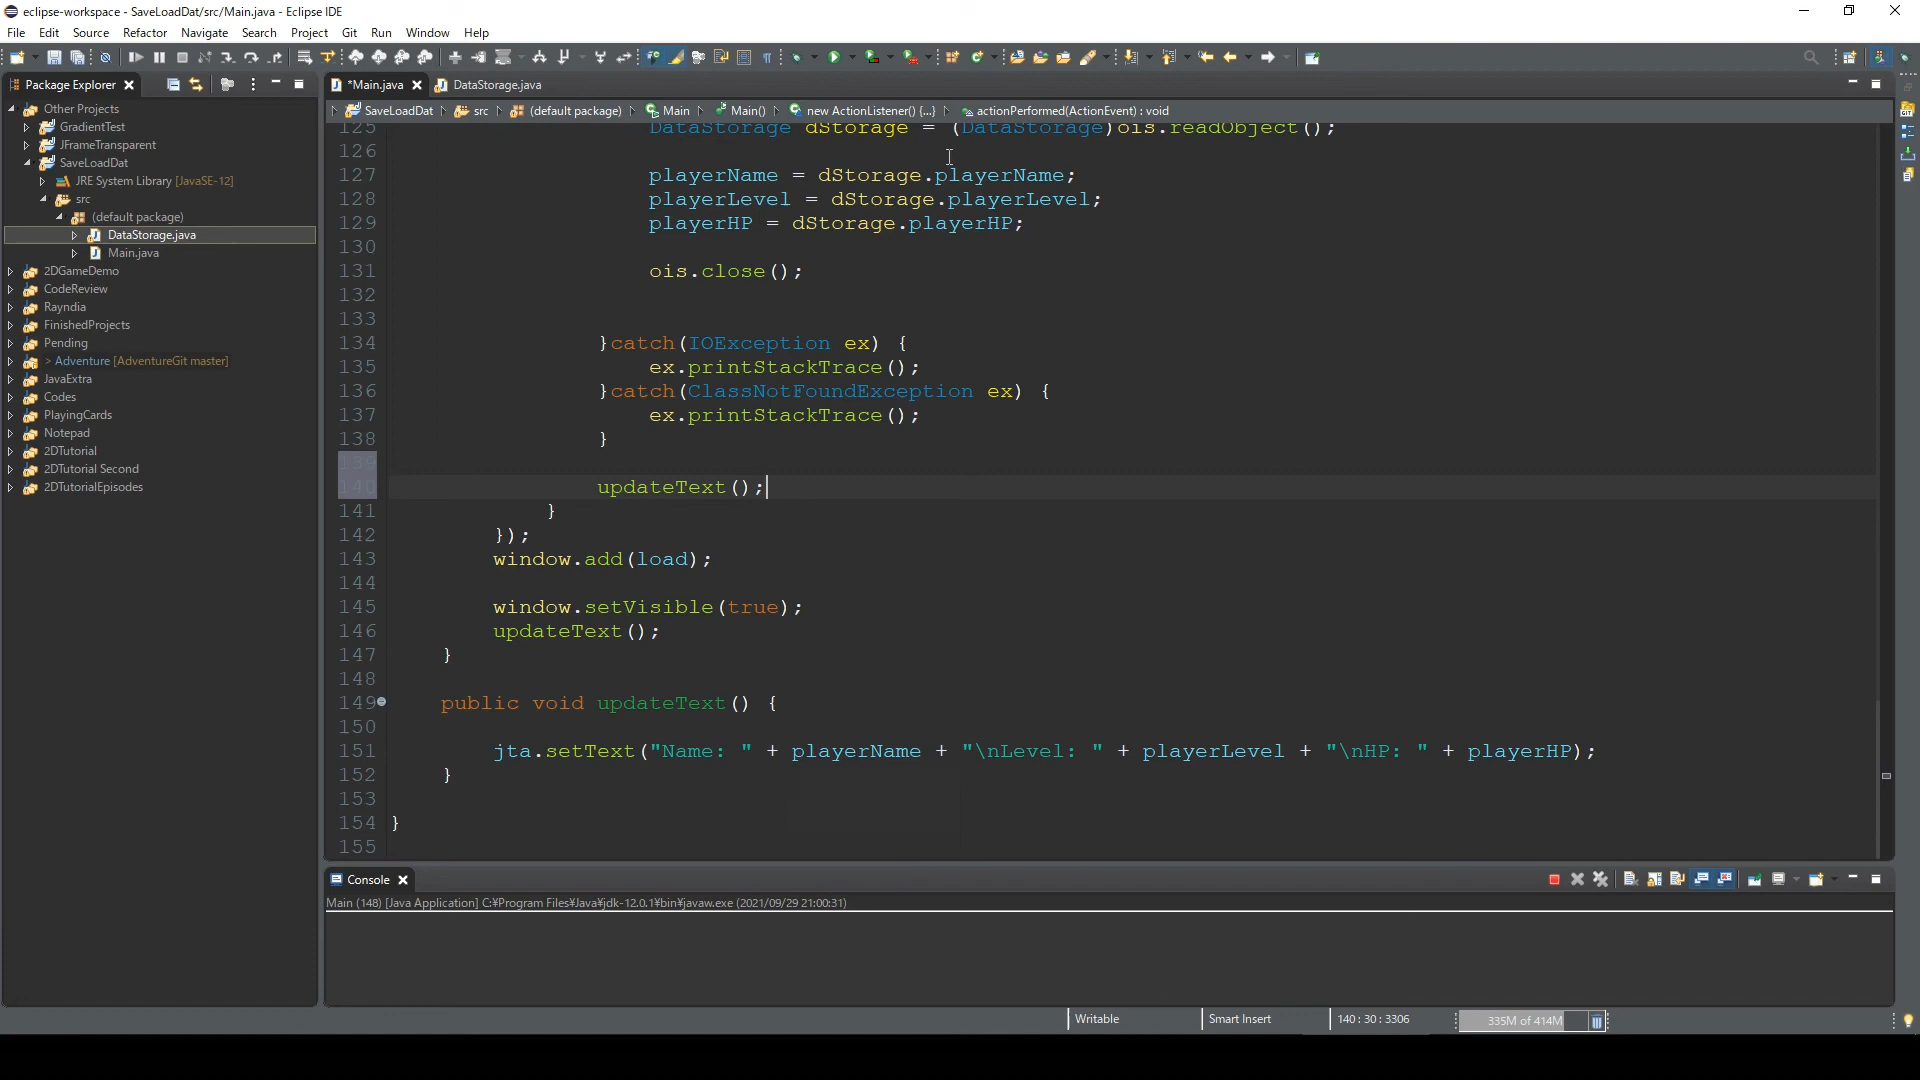 eclipse-workspace - SaveLoadDat/src/Main.java - Eclipse IDE
File Edit Source Refactor Navigate Search Project Git Run Window Help
Package Explorer
*Main.java DataStorage.java
SaveLoadDat src (default package) Main Main() new ActionListener() {...} actionPerformed(ActionEvent) : void
Other Projects
GradientTest
JFrameTransparent
SaveLoadDat
JRE System Library [JavaSE-12]
src
(default package)
DataStorage.java
Main.java
2DGameDemo
CodeReview
Rayndia
FinishedProjects
Pending
> Adventure [AdventureGit master]
JavaExtra
Codes
PlayingCards
Notepad
2DTutorial
2DTutorial Second
2DTutorialEpisodes
125 DataStorage dStorage = (DataStorage)ois.readObject();
126
127 playerName = dStorage.playerName;
128 playerLevel = dStorage.playerLevel;
129 playerHP = dStorage.playerHP;
130
131 ois.close();
132
133
134 }catch(IOException ex) {
135 ex.printStackTrace();
136 }catch(ClassNotFoundException ex) {
137 ex.printStackTrace();
138 }
139
140 updateText();
141 }
142 });
143 window.add(load);
144
145 window.setVisible(true);
146 updateText();
147 }
148
149 public void updateText() {
150
151 jta.setText("Name: " + playerName + "\nLevel: " + playerLevel + "\nHP: " + playerHP);
152 }
153
154 }
155
Console
Main (148) [Java Application] C:¥Program Files¥Java¥jdk-12.0.1¥bin¥javaw.exe (2021/09/29 21:00:31)
Writable Smart Insert 140 : 30 : 3306 335M of 414M